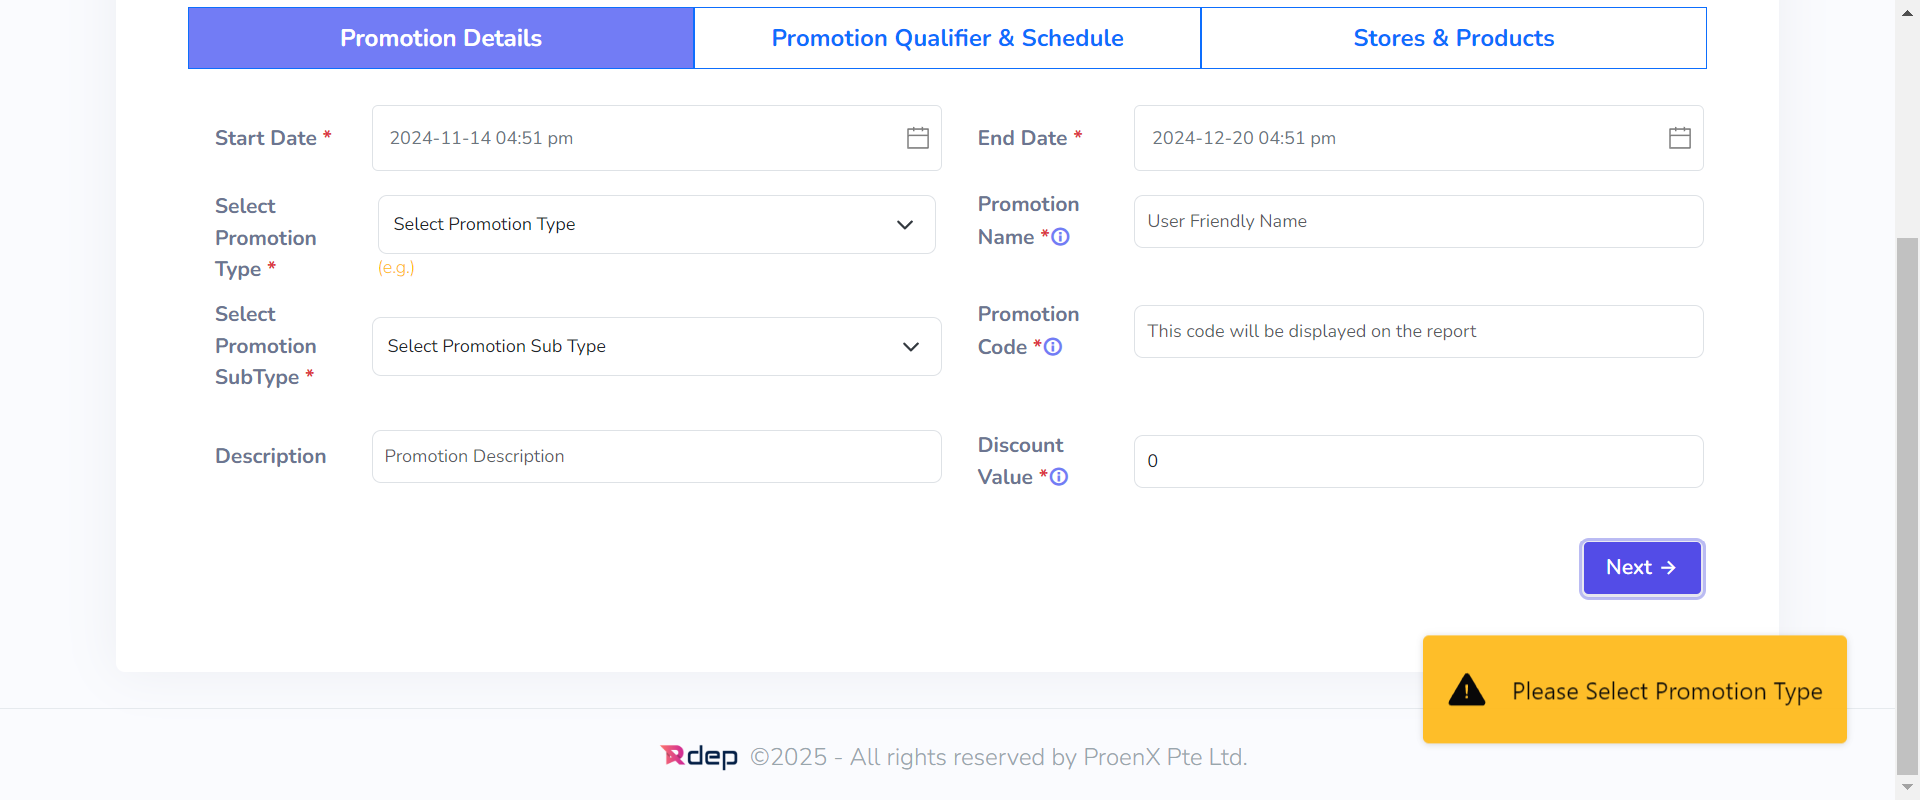 Promotion Details
Promotion Qualifier & Schedule
Stores & Products
Start Date *
2024-11-14 04:51 pm
End Date *
2024-12-20 04:51 pm
Select
Promotion
Type *
Select Promotion Type
(e.g.)
Promotion
Name *
User Friendly Name
Select
Promotion
SubType *
Select Promotion Sub Type
Promotion
Code *
This code will be displayed on the report
Description
Promotion Description
Discount
Value *
0
Next →
Please Select Promotion Type
Rdep ©2025 - All rights reserved by ProenX Pte Ltd.